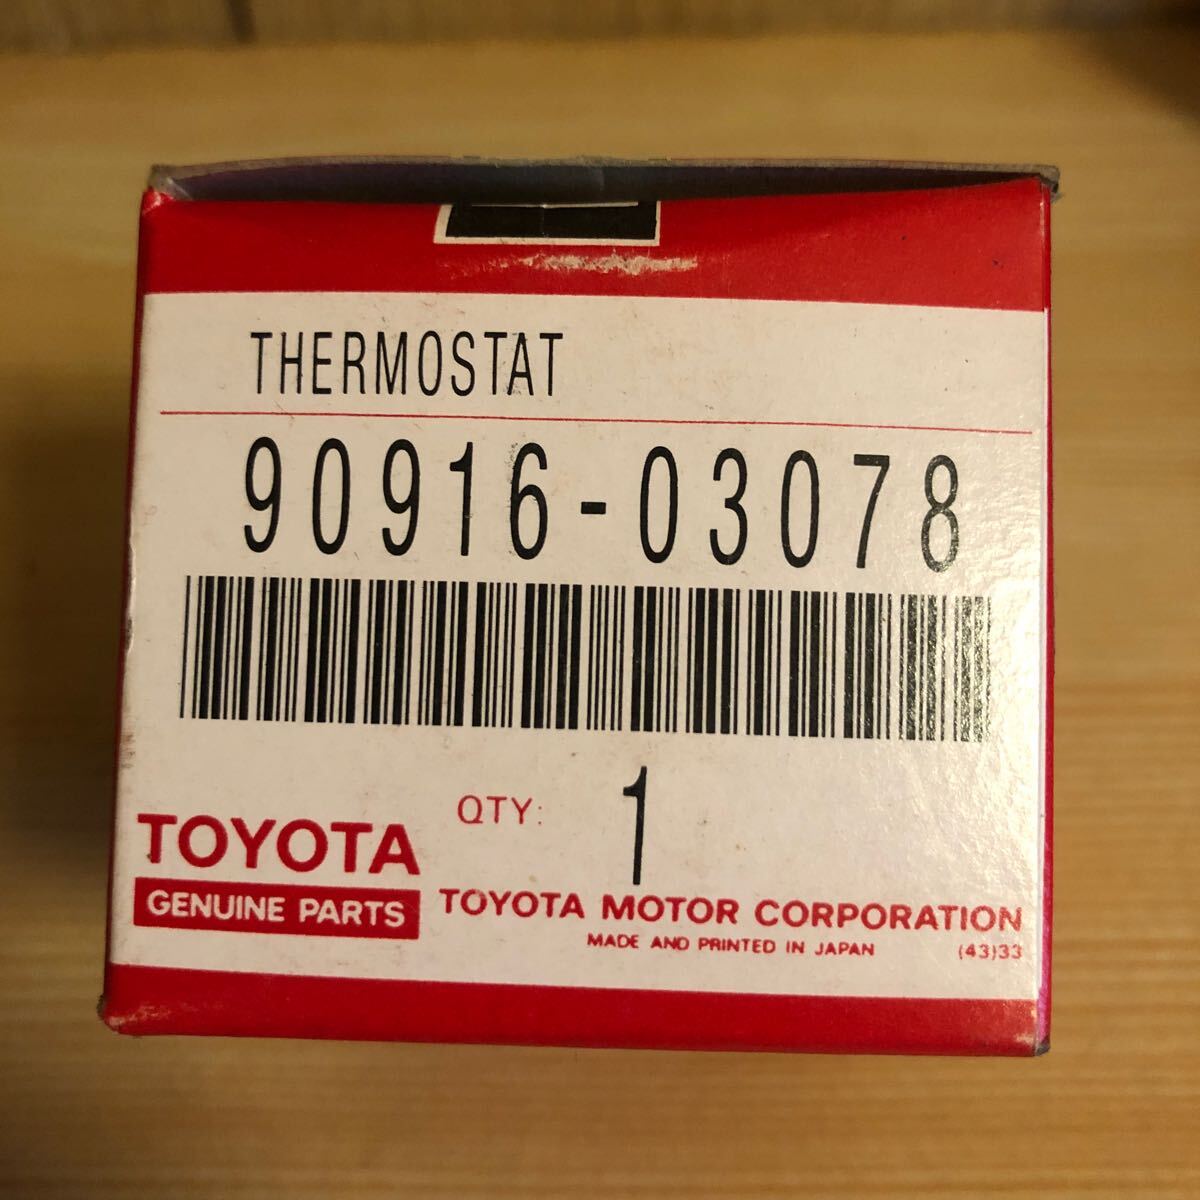 THERMOSTAT
90916-03078
QTY: 1
TOYOTA
GENUINE PARTS
TOYOTA MOTOR CORPORATION
MADE AND PRINTED IN JAPAN (43)33